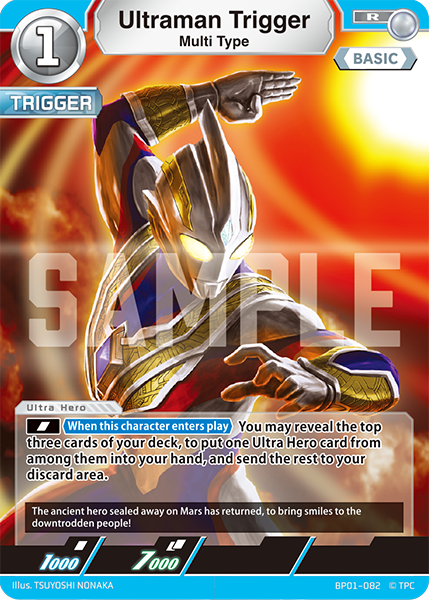 Ultraman Trigger
Multi Type
1
R
BASIC
TRIGGER
SAMPLE
Ultra Hero
When this character enters play You may reveal the top
three cards of your deck, to put one Ultra Hero card from
among them into your hand, and send the rest to your
discard area.
The ancient hero sealed away on Mars has returned, to bring smiles to the
downtrodden people!
1000 7000
Illus. TSUYOSHI NONAKA BP01-082 © TPC